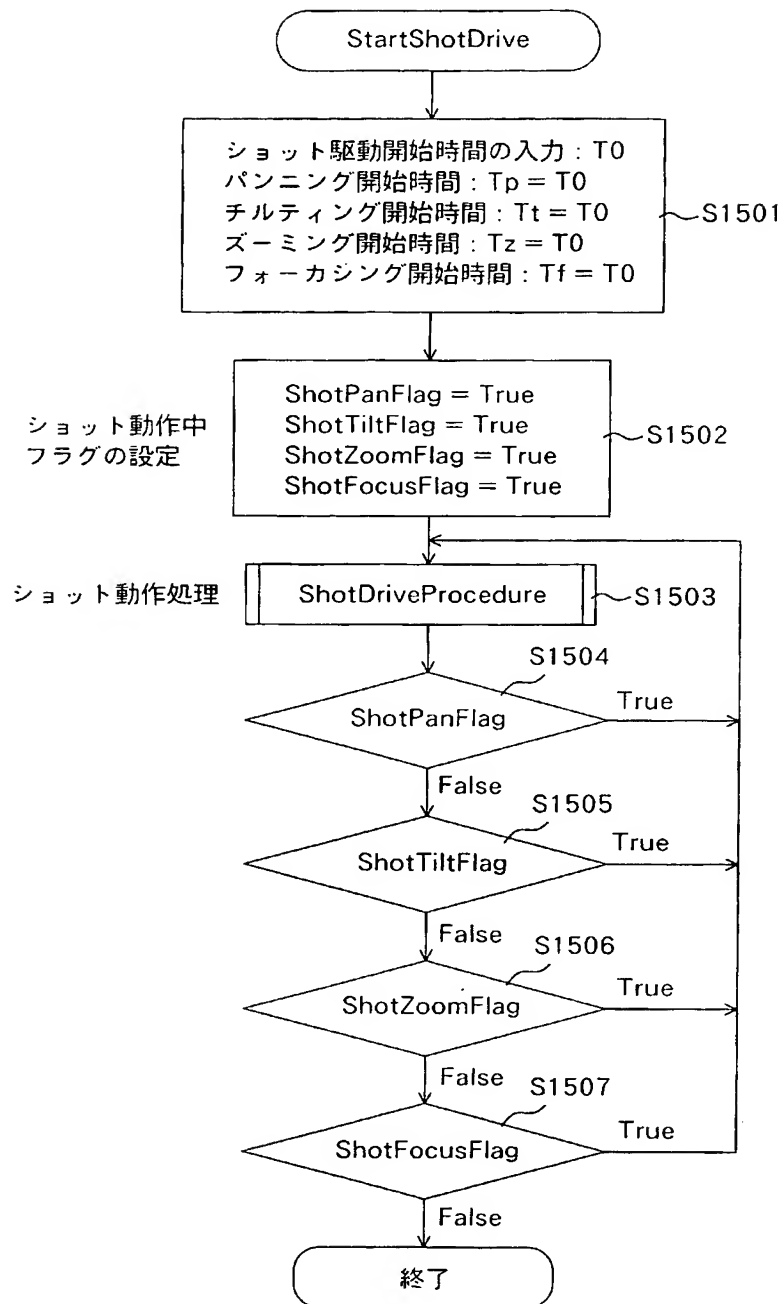 StartShotDrive
ショット駆動開始時間の入力：T0
パンニング開始時間：Tp = T0
チルティング開始時間：Tt = T0
ズーミング開始時間：Tz = T0
フォーカシング開始時間：Tf = T0
S1501
ショット動作中
フラグの設定
ShotPanFlag = True
ShotTiltFlag = True
ShotZoomFlag = True
ShotFocusFlag = True
S1502
ショット動作処理
ShotDriveProcedure
S1503
S1504
ShotPanFlag
True
False
S1505
ShotTiltFlag
True
False
S1506
ShotZoomFlag
True
False
S1507
ShotFocusFlag
True
False
終了